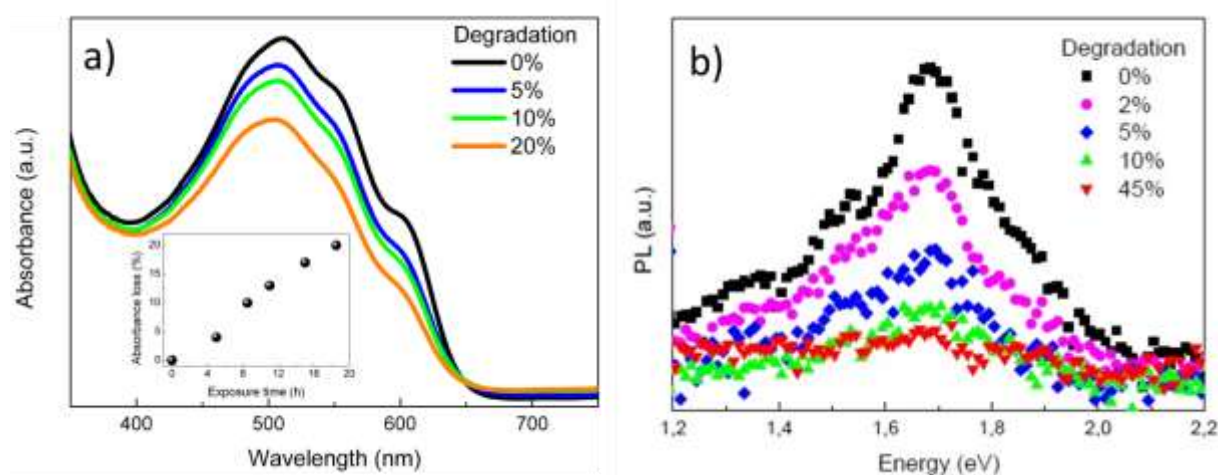 a)
Degradation
0%
5%
10%
20%
Absorbance (a.u.)
Absorbance loss (%)
20
15
10
5
0
0 4 8 12 16 20
Exposure time (h)
400 500 600 700
Wavelength (nm)
b)
Degradation
0%
2%
5%
10%
45%
PL (a.u.)
1,2 1,4 1,6 1,8 2,0 2,2
Energy (eV)